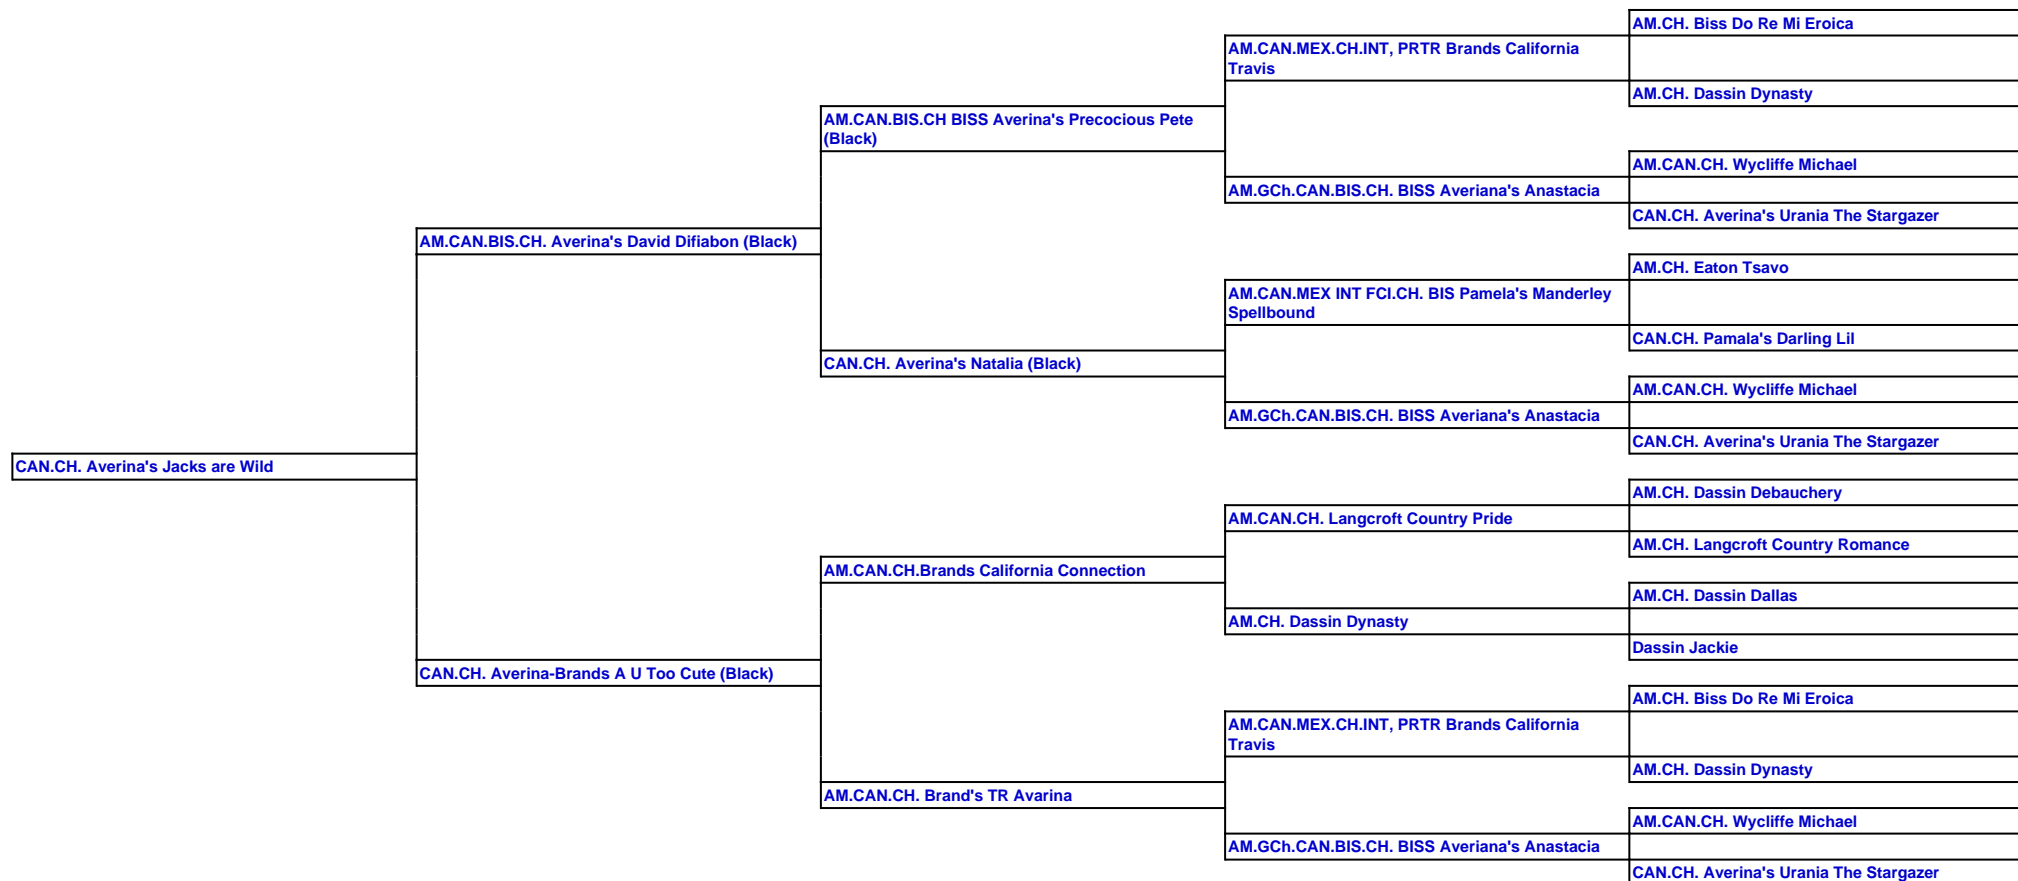 AM.CH. Biss Do Re Mi Eroica
AM.CAN.MEX.CH.INT, PRTR Brands California
Travis
AM.CH. Dassin Dynasty
AM.CAN.BIS.CH BISS Averina's Precocious Pete
(Black)
AM.CAN.CH. Wycliffe Michael
AM.GCh.CAN.BIS.CH. BISS Averiana's Anastacia
CAN.CH. Averina's Urania The Stargazer
AM.CAN.BIS.CH. Averina's David Difiabon (Black)
AM.CH. Eaton Tsavo
AM.CAN.MEX INT FCI.CH. BIS Pamela's Manderley
Spellbound
CAN.CH. Pamala's Darling Lil
CAN.CH. Averina's Natalia (Black)
AM.CAN.CH. Wycliffe Michael
AM.GCh.CAN.BIS.CH. BISS Averiana's Anastacia
CAN.CH. Averina's Urania The Stargazer
CAN.CH. Averina's Jacks are Wild
AM.CH. Dassin Debauchery
AM.CAN.CH. Langcroft Country Pride
AM.CH. Langcroft Country Romance
AM.CAN.CH.Brands California Connection
AM.CH. Dassin Dallas
AM.CH. Dassin Dynasty
Dassin Jackie
CAN.CH. Averina-Brands A U Too Cute (Black)
AM.CH. Biss Do Re Mi Eroica
AM.CAN.MEX.CH.INT, PRTR Brands California
Travis
AM.CH. Dassin Dynasty
AM.CAN.CH. Brand's TR Avarina
AM.CAN.CH. Wycliffe Michael
AM.GCh.CAN.BIS.CH. BISS Averiana's Anastacia
CAN.CH. Averina's Urania The Stargazer